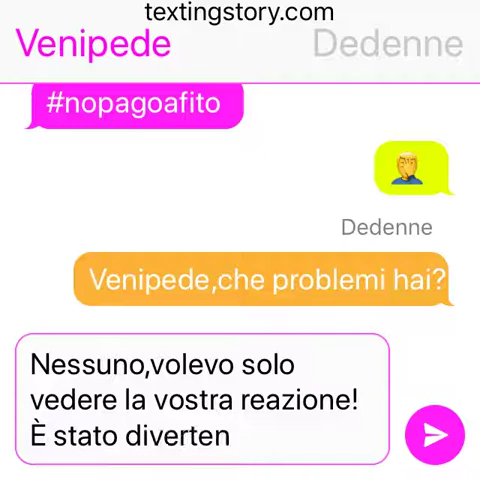 textingstory.com
Venipede Dedenne
#nopagoafito
🤦‍♂️
Dedenne
Venipede,che problemi hai?
Nessuno,volevo solo
vedere la vostra reazione!
È stato diverten